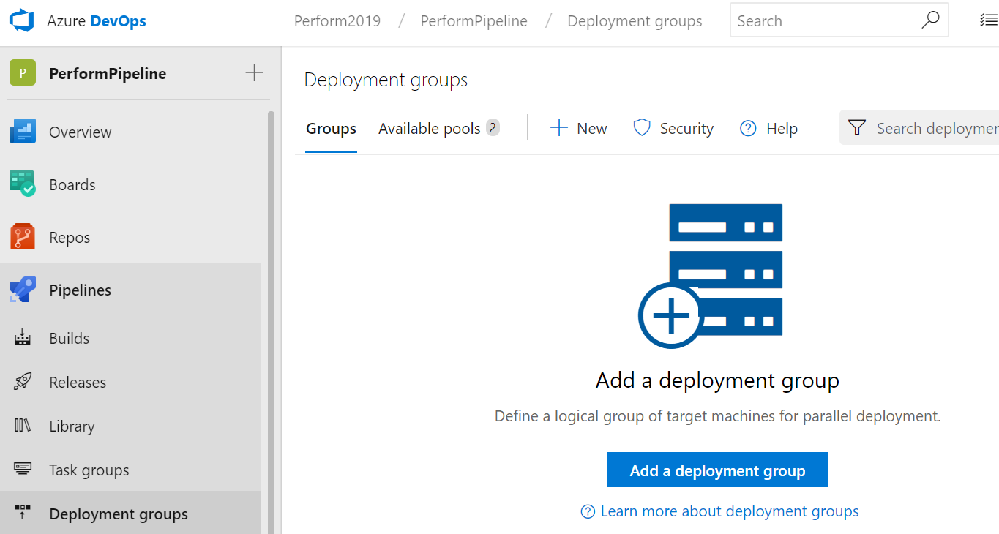 Azure DevOps
Perform2019 / PerformPipeline / Deployment groups
Search
P PerformPipeline
Overview
Boards
Repos
Pipelines
Builds
Releases
Library
Task groups
Deployment groups
Deployment groups
Groups Available pools 2 New Security Help
Search deploymen
Add a deployment group
Define a logical group of target machines for parallel deployment.
Add a deployment group
Learn more about deployment groups